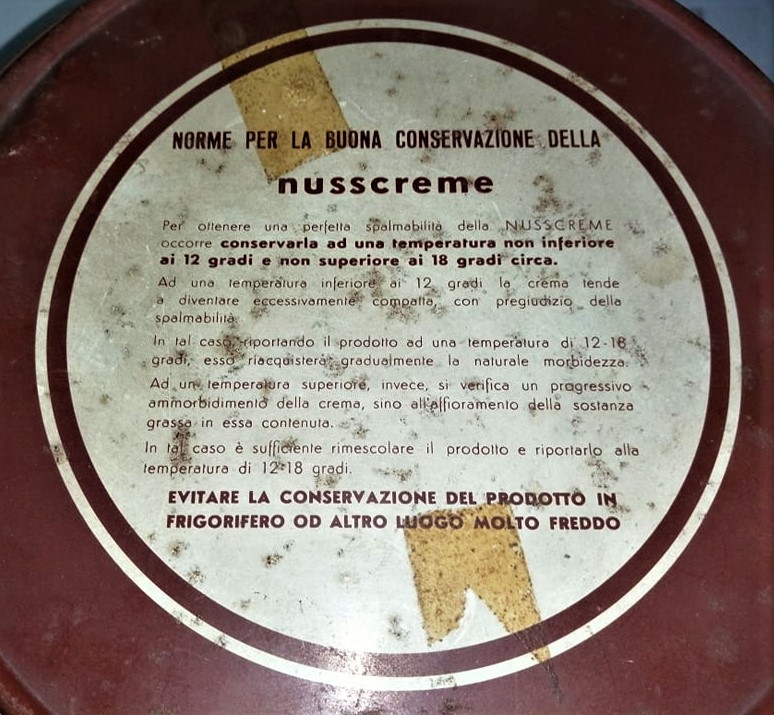 NORME PER LA BUONA CONSERVAZIONE DELLA
nusscreme
Per ottenere una perfetta spalmabilità della NUSSCREME
occorre conservarla ad una temperatura non inferiore
ai 12 gradi e non superiore ai 18 gradi circa.
Ad una temperatura inferiore ai 12 gradi la crema tende
a diventare eccessivamente compatta, con pregiudizio della
spalmabilità.
In tal caso, riportando il prodotto ad una temperatura di 12-18
gradi, esso riacquisterà gradualmente la naturale morbidezza.
Ad una temperatura superiore, invece, si verifica un progressivo
ammorbidimento della crema, sino all'affioramento della sostanza
grassa in essa contenuta.
In tal caso è sufficiente rimescolare il prodotto e riportarlo alla
temperatura di 12-18 gradi.
EVITARE LA CONSERVAZIONE DEL PRODOTTO IN
FRIGORIFERO OD ALTRO LUOGO MOLTO FREDDO